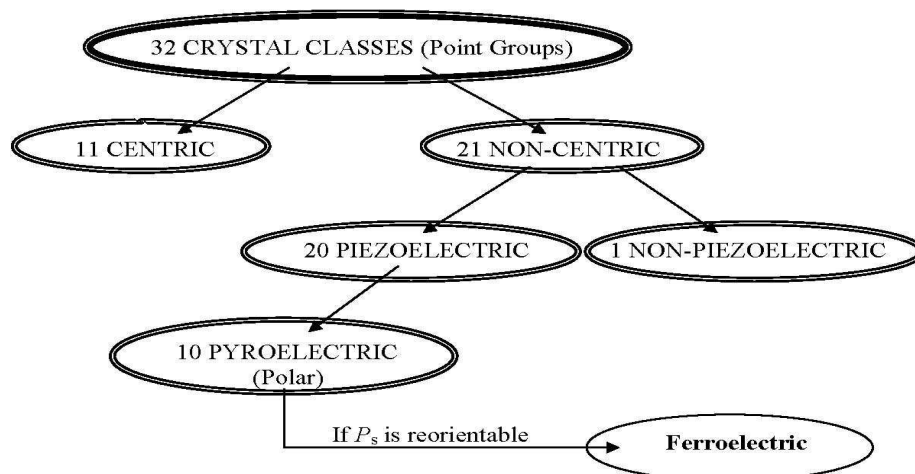 32 CRYSTAL CLASSES (Point Groups)
11 CENTRIC
21 NON-CENTRIC
20 PIEZOELECTRIC
1 NON-PIEZOELECTRIC
10 PYROELECTRIC
(Polar)
If Ps is reorientable
Ferroelectric